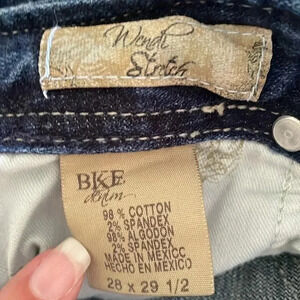 Wendi
Stretch
BKE
denim
98 % COTTON
2% SPANDEX
98% ALGODON
2% SPANDEX
MADE IN MEXICO
HECHO EN MEXICO
28 x 29 1/2